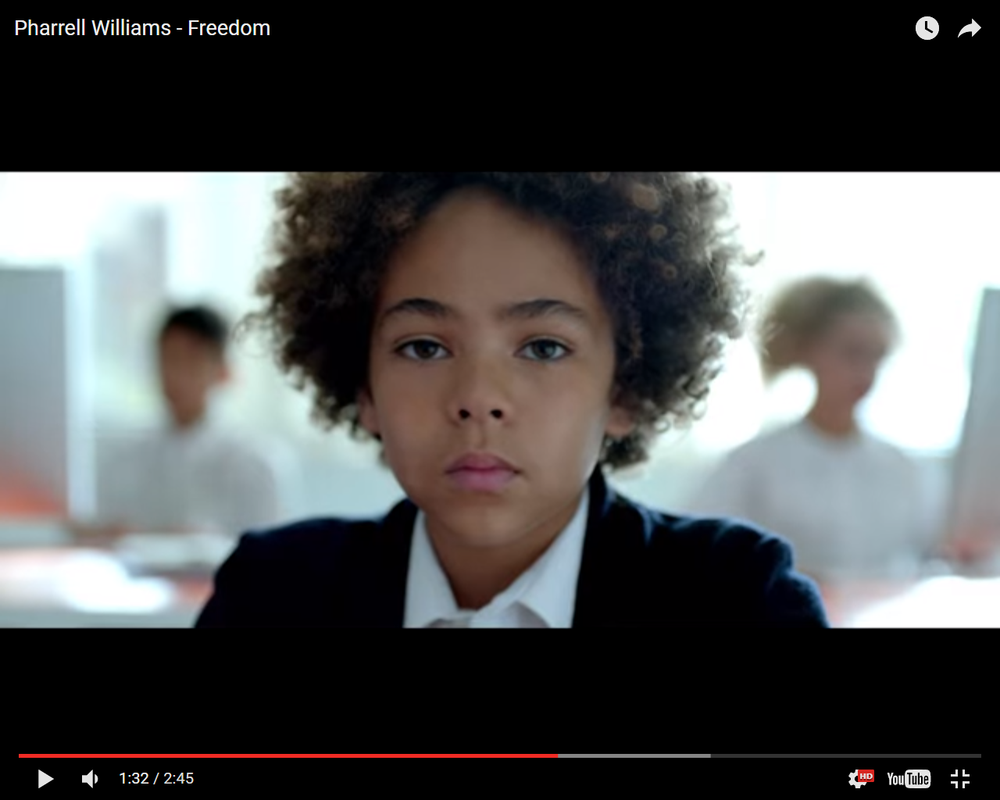 Pharrell Williams - Freedom
1:32 / 2:45
HD
YouTube